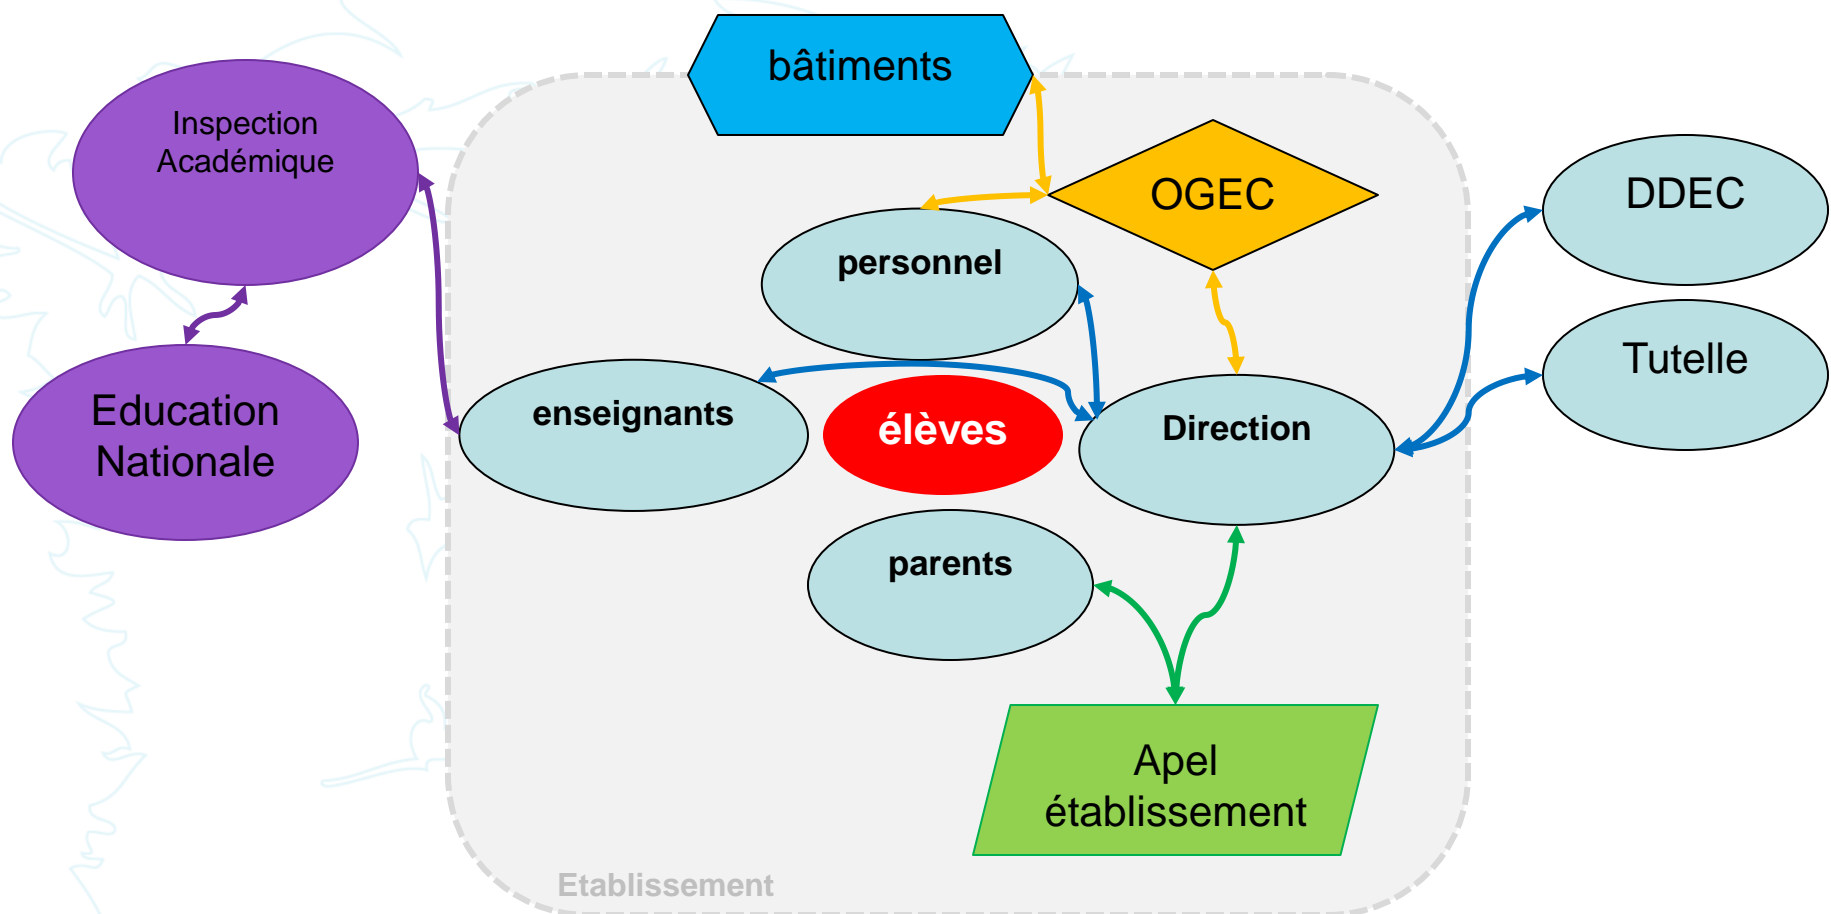 bâtiments
Inspection
Académique
OGEC
DDEC
personnel
Tutelle
Education
Nationale
enseignants
élèves
Direction
parents
Apel
établissement
Etablissement